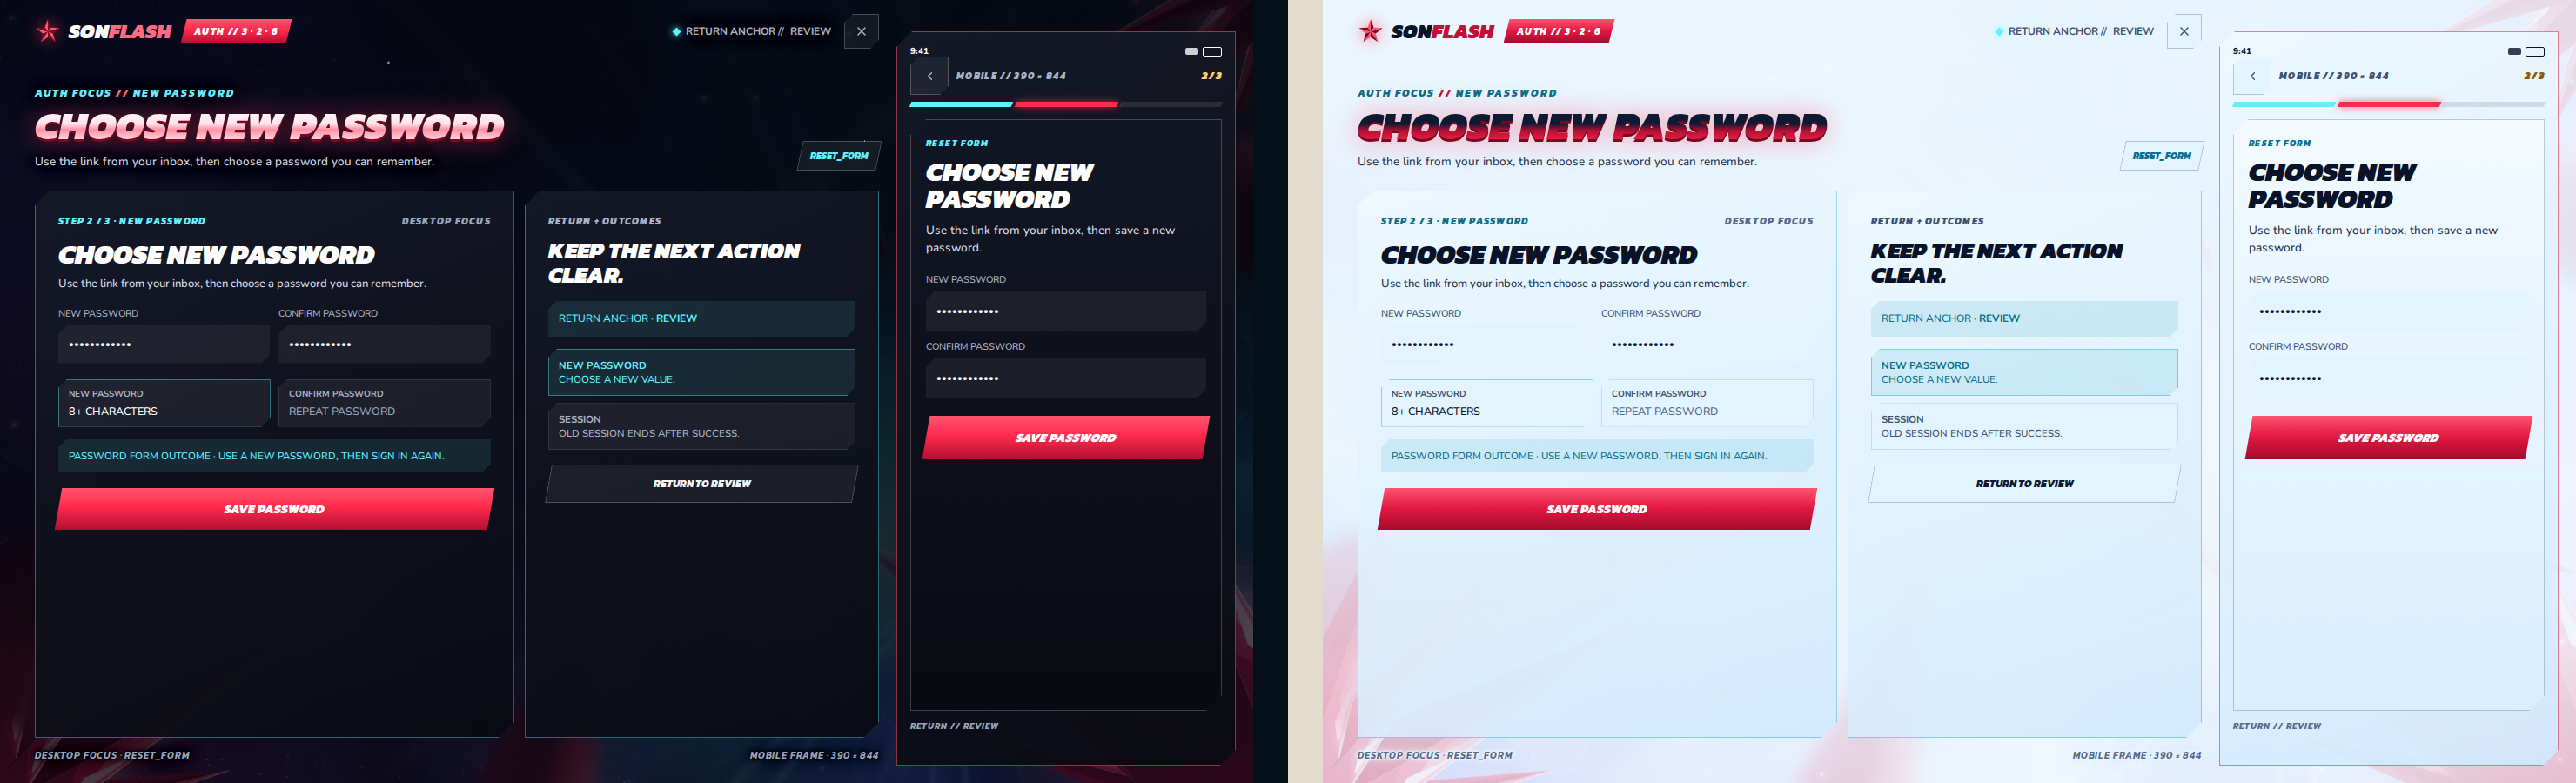 SONFLASH
AUTH // 3 · 2 · 6
RETURN ANCHOR // REVIEW
AUTH FOCUS // NEW PASSWORD
CHOOSE NEW PASSWORD
Use the link from your inbox, then choose a password you can remember.
RESET_FORM
STEP 2 / 3 · NEW PASSWORD
DESKTOP FOCUS
CHOOSE NEW PASSWORD
Use the link from your inbox, then choose a password you can remember.
NEW PASSWORD
CONFIRM PASSWORD
••••••••••••
••••••••••••
NEW PASSWORD
8+ CHARACTERS
CONFIRM PASSWORD
REPEAT PASSWORD
PASSWORD FORM OUTCOME · USE A NEW PASSWORD, THEN SIGN IN AGAIN.
SAVE PASSWORD
RETURN + OUTCOMES
KEEP THE NEXT ACTION
CLEAR.
RETURN ANCHOR · REVIEW
NEW PASSWORD
CHOOSE A NEW VALUE.
SESSION
OLD SESSION ENDS AFTER SUCCESS.
RETURN TO REVIEW
DESKTOP FOCUS · RESET_FORM
MOBILE FRAME · 390 × 844
9:41
MOBILE // 390 × 844
2/3
RESET FORM
CHOOSE NEW
PASSWORD
Use the link from your inbox, then save a new
password.
NEW PASSWORD
••••••••••••
CONFIRM PASSWORD
••••••••••••
SAVE PASSWORD
RETURN // REVIEW
SONFLASH
AUTH // 3 · 2 · 6
RETURN ANCHOR // REVIEW
AUTH FOCUS // NEW PASSWORD
CHOOSE NEW PASSWORD
Use the link from your inbox, then choose a password you can remember.
RESET_FORM
STEP 2 / 3 · NEW PASSWORD
DESKTOP FOCUS
CHOOSE NEW PASSWORD
Use the link from your inbox, then choose a password you can remember.
NEW PASSWORD
CONFIRM PASSWORD
••••••••••••
••••••••••••
NEW PASSWORD
8+ CHARACTERS
CONFIRM PASSWORD
REPEAT PASSWORD
PASSWORD FORM OUTCOME · USE A NEW PASSWORD, THEN SIGN IN AGAIN.
SAVE PASSWORD
RETURN + OUTCOMES
KEEP THE NEXT ACTION
CLEAR.
RETURN ANCHOR · REVIEW
NEW PASSWORD
CHOOSE A NEW VALUE.
SESSION
OLD SESSION ENDS AFTER SUCCESS.
RETURN TO REVIEW
DESKTOP FOCUS · RESET_FORM
MOBILE FRAME · 390 × 844
9:41
MOBILE // 390 × 844
2/3
RESET FORM
CHOOSE NEW
PASSWORD
Use the link from your inbox, then save a new
password.
NEW PASSWORD
••••••••••••
CONFIRM PASSWORD
••••••••••••
SAVE PASSWORD
RETURN // REVIEW